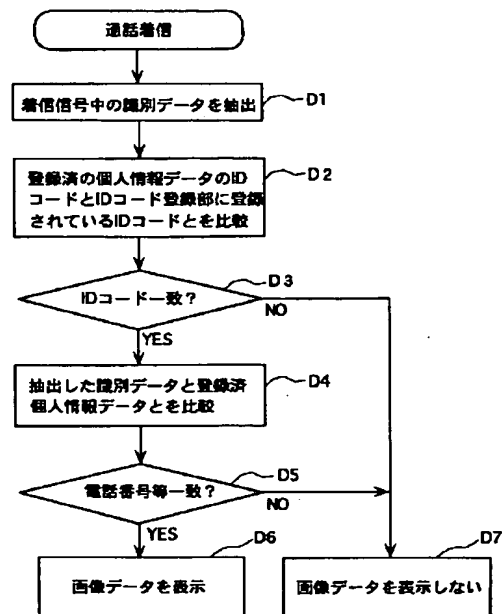 通話着信
着信信号中の識別データを抽出
D1
登録済の個人情報データのID
コードとIDコード登録部に登録
されているIDコードとを比較
D2
IDコード一致？
D3
NO
YES
抽出した識別データと登録済
個人情報データとを比較
D4
電話番号等一致？
D5
NO
YES
画像データを表示
D6
画像データを表示しない
D7